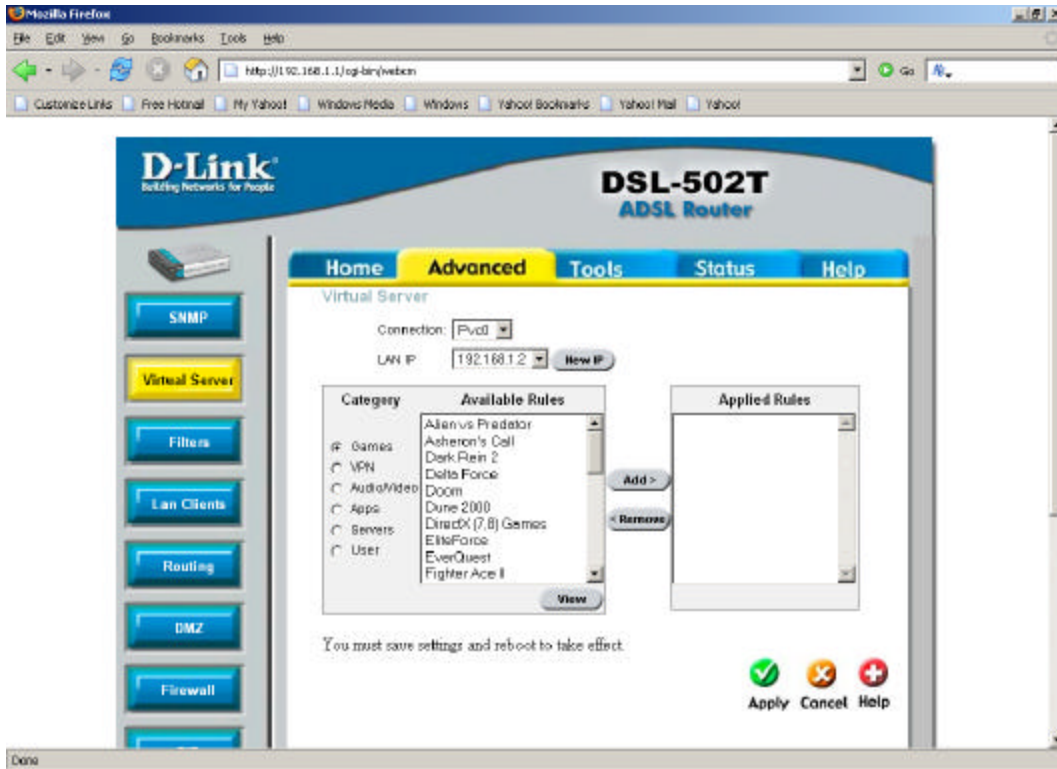 Mozilla Firefox
File Edit View Go Bookmarks Tools Help
http://192.168.1.1/cgi-bin/webcm
Go
Customize Links Free Hotmail My Yahoo! Windows Media Windows Yahoo! Bookmarks Yahoo! Mail Yahoo!
D-Link
Building Networks for People
DSL-502T
ADSL Router
Home Advanced Tools Status Help
SNMP
Virtual Server
Filters
Lan Clients
Routing
DMZ
Firewall
Virtual Server
Connection: Pvc0
LAN IP 192.168.1.2 New IP
Category Available Rules Applied Rules
Games
VPN
Audio/Video
Apps
Servers
User
Alien vs Predator
Asheron's Call
Dark Rein 2
Delta Force
Doom
Dune 2000
DirectX (7,8) Games
EliteForce
EverQuest
Fighter Ace II
Add >
< Remove
View
You must save settings and reboot to take effect.
Apply Cancel Help
Done